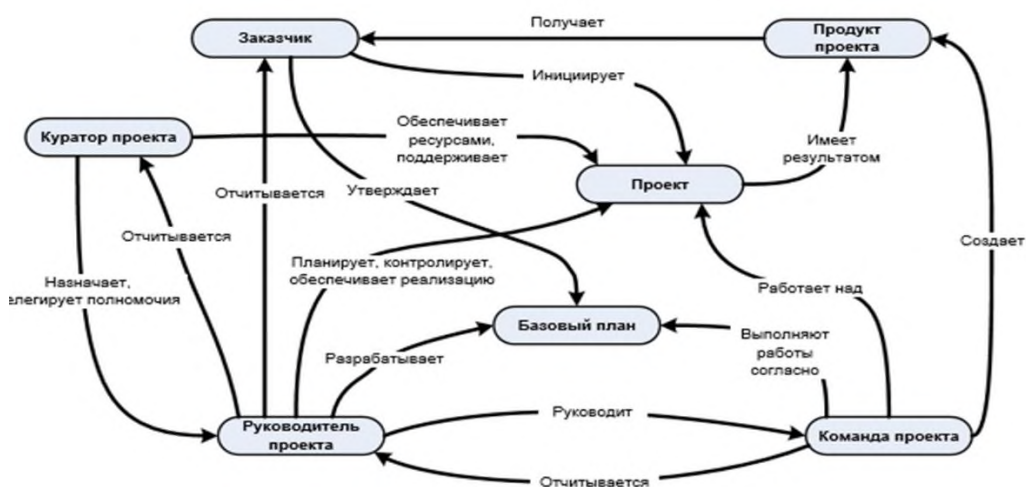 Получает
Заказчик
Продукт
проекта
Инициирует
Куратор проекта
Обеспечивает
ресурсами,
поддерживает
Имеет
результатом
Проект
Отчитывается
Утверждает
Отчитывается
Создает
Планирует, контролирует,
обеспечивает реализацию
Назначает,
елегирует полномочия
Работает над
Базовый план
Выполняют
работы
согласно
Разрабатывает
Руководитель
проекта
Руководит
Команда проекта
Отчитывается